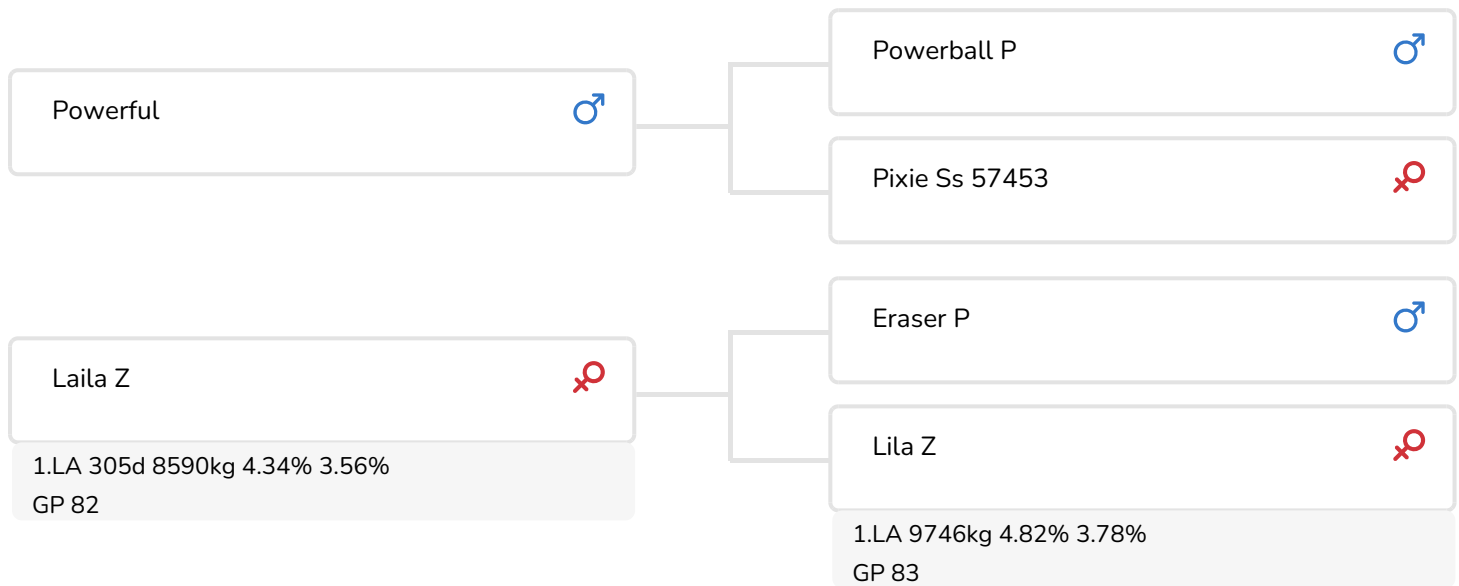 Powerful
Laila Z
1.LA 305d 8590kg 4.34% 3.56%
GP 82
Powerball P
Pixie Ss 57453
Eraser P
Lila Z
1.LA 9746kg 4.82% 3.78%
GP 83